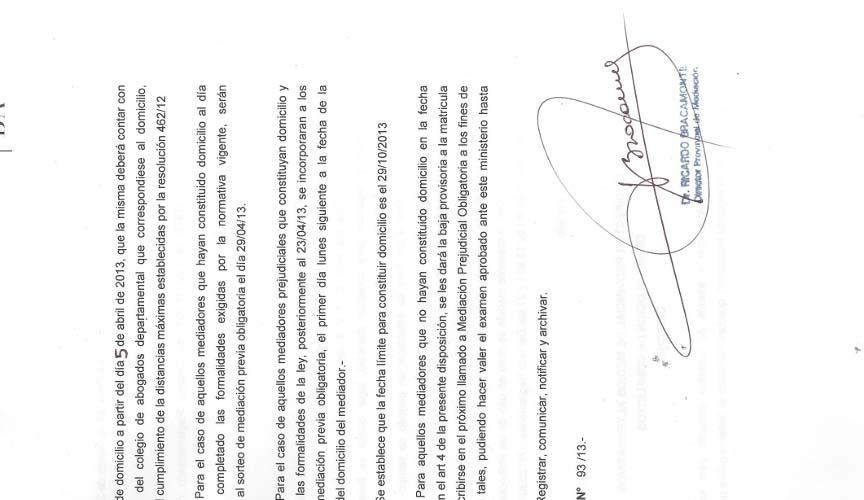 de domicilio a partir del día 5 de abril de 2013, que la misma deberá contar con
del colegio de abogados departamental que correspondiese al domicilio,
cumplimiento de la distancias máximas establecidas por la resolución 462/12
Para el caso de aquellos mediadores que hayan constituido domicilio al día
completado las formalidades exigidas por la normativa vigente, serán
al sorteo de mediación previa obligatoria el día 29/04/13.
Para el caso de aquellos mediadores prejudiciales que constituyan domicilio y
las formalidades de la ley, posteriormente al 23/04/13, se incorporaran a los
mediación previa obligatoria, el primer día lunes siguiente a la fecha de la
del domicilio del mediador.-
Se establece que la fecha límite para constituir domicilio es el 29/10/2013
Para aquellos mediadores que no hayan constituido domicilio en la fecha
n el art 4 de la presente disposición, se les dará la baja provisoria a la matrícula
cribirse en el próximo llamado a Mediación Prejudicial Obligatoria a los fines de
tales, pudiendo hacer valer el examen aprobado ante este ministerio hasta
Registrar, comunicar, notificar y archivar.
Nº 93 /13.-
Dr. RICARDO BRACAMONTE
Director Provincial de Mediación